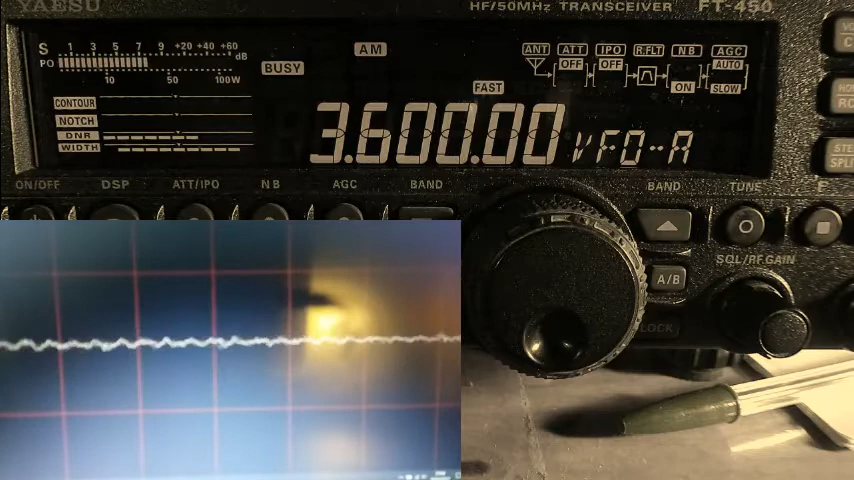 YAESU
HF/50MHz TRANSCEIVER FT-450
S 1 3 5 7 9 +20 +40 +60 dB
PO
10 50 100W
BUSY
AM
FAST
ANT ATT IPO R.FLT NB AGC
OFF OFF AUTO
ON SLOW
CONTOUR
NOTCH
DNR
WIDTH
3.600.00 VFO-A
ON/OFF DSP ATT/IPO NB AGC BAND
BAND TUNE F
A/B
SQL/RF GAIN
LOCK